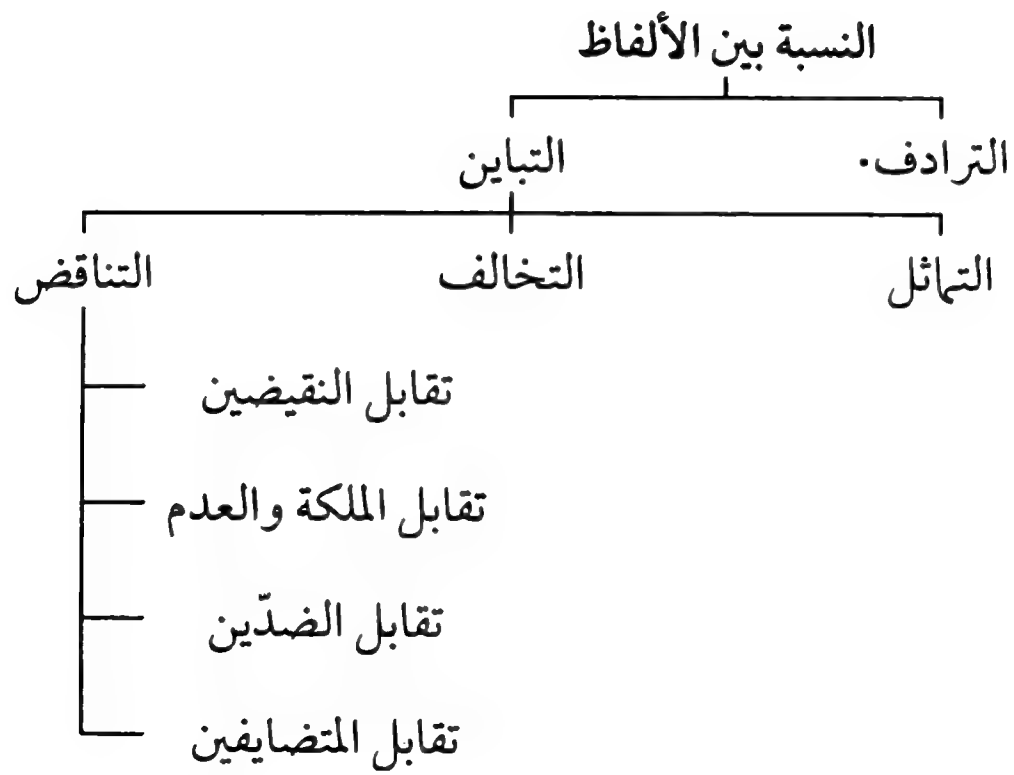 النسبة بين الألفاظ
الترادف.
التباين
التماثل
التخالف
التناقض
تقابل النقيضين
تقابل الملكة والعدم
تقابل الضدّين
تقابل المتضايفين